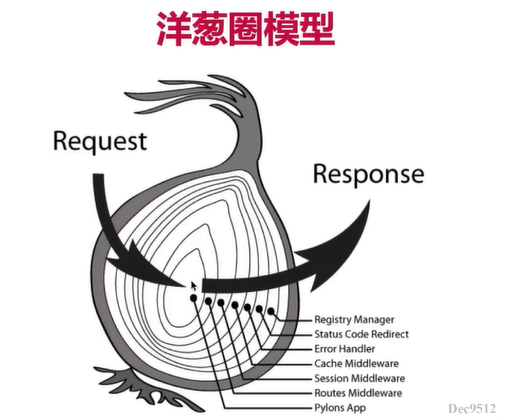 洋葱圈模型
Request
Response
Registry Manager
Status Code Redirect
Error Handler
Cache Middleware
Session Middleware
Routes Middleware
Pylons App
Dec9512